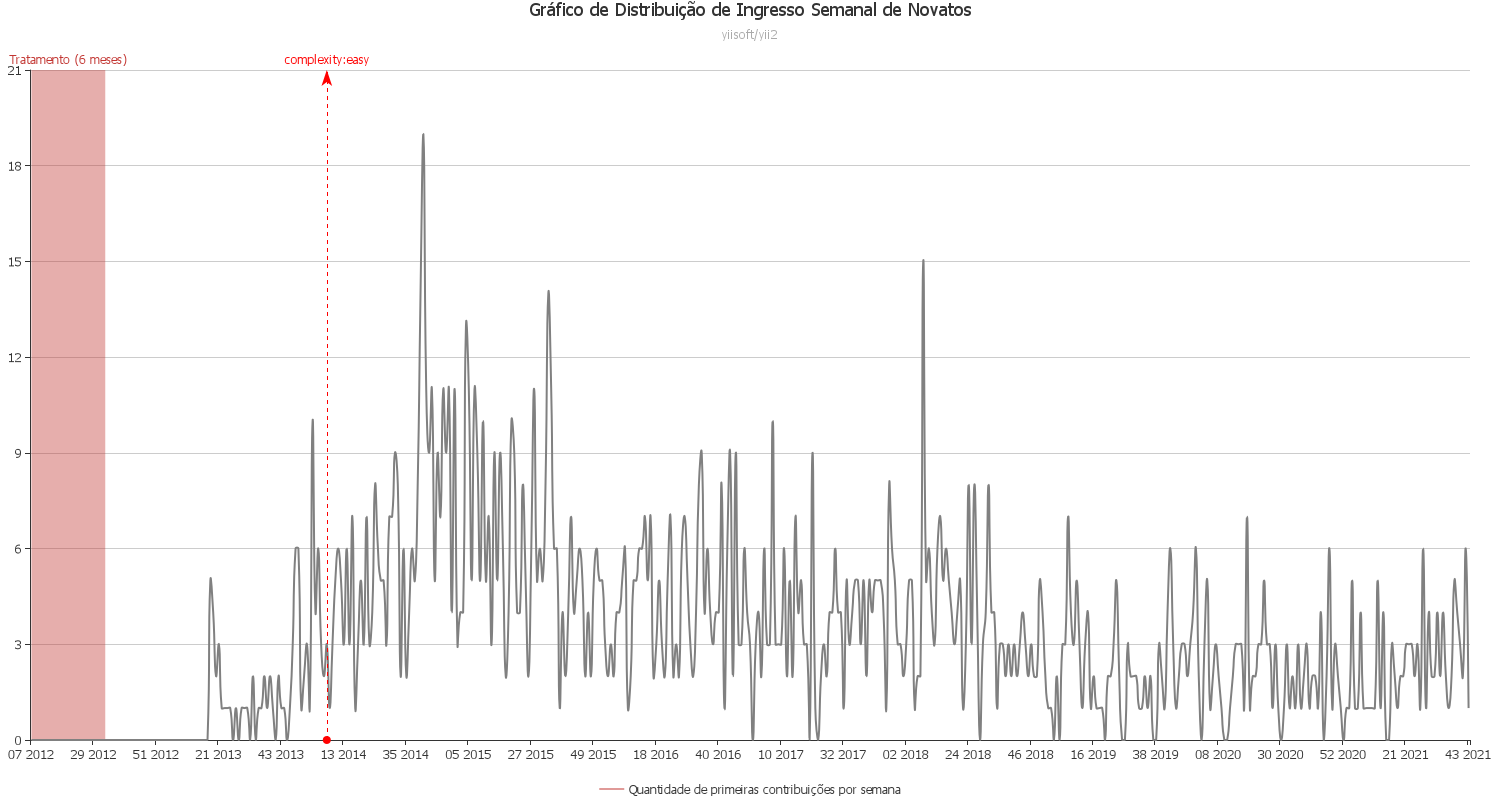 Gráfico de Distribuição de Ingresso Semanal de Novatos
yiisoft/yii2
Tratamento (6 meses)
complexity:easy
21
18
15
12
9
6
3
0
07 2012 29 2012 51 2012 21 2013 43 2013 13 2014 35 2014 05 2015 27 2015 49 2015 18 2016 40 2016 10 2017 32 2017 02 2018 24 2018 46 2018 16 2019 38 2019 08 2020 30 2020 52 2020 21 2021 43 2021
Quantidade de primeiras contribuições por semana